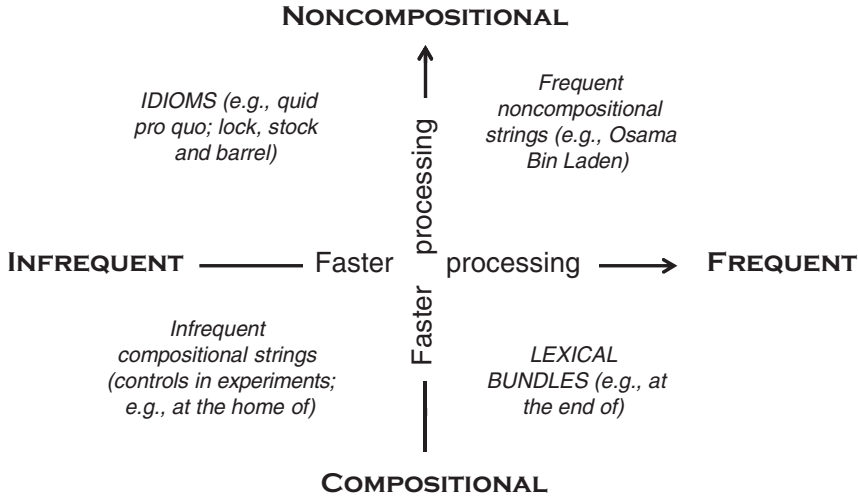 NONCOMPOSITIONAL
IDIOMS (e.g., quid
pro quo; lock, stock
and barrel)
Frequent
noncompositional
strings (e.g., Osama
Bin Laden)
Faster processing
INFREQUENT
Faster processing
FREQUENT
Infrequent
compositional strings
(controls in experiments;
e.g., at the home of)
LEXICAL
BUNDLES (e.g., at
the end of)
COMPOSITIONAL